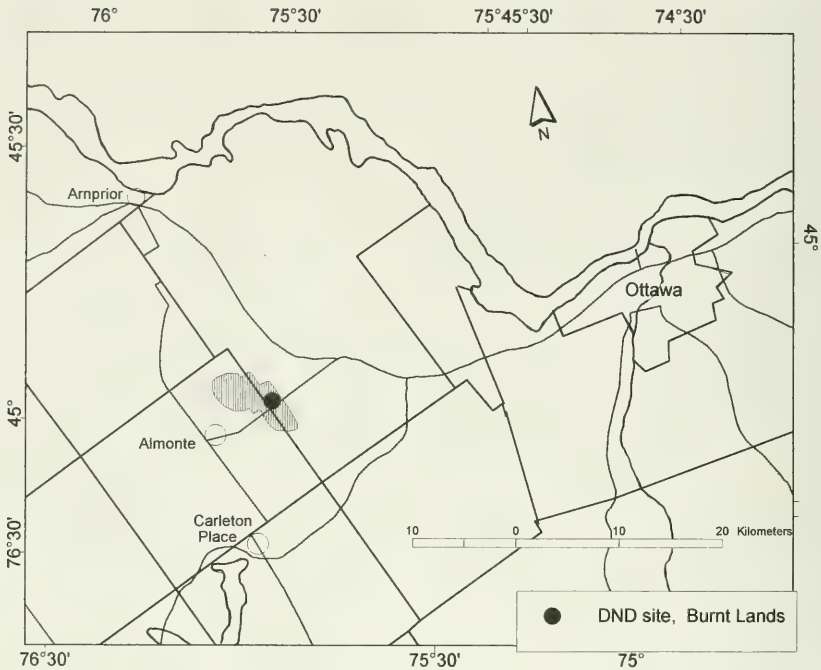 76° 75°30' 75°45'30' 74°30'
45°30'
N
Arnprior
45°
Ottawa
45°
Almonte
Carleton
Place
76°30'
10 0 10 20 Kilometers
DND site, Burnt Lands
76°30' 75°30' 75°